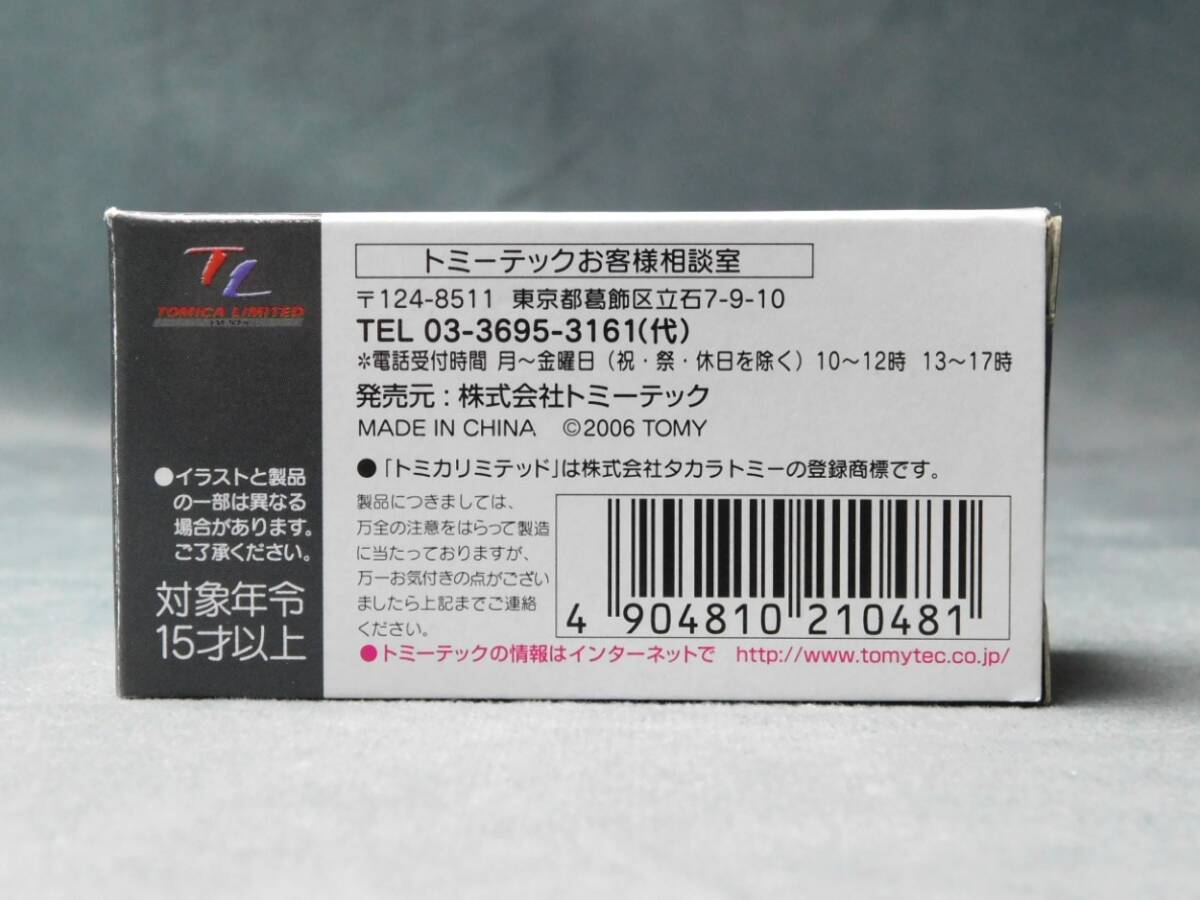 TL
TOMICA LIMITED
●イラストと製品
の一部は異なる
場合があります。
ご了承ください。
対象年令
15才以上
トミーテックお客様相談室
〒124-8511 東京都葛飾区立石7-9-10
TEL 03-3695-3161(代)
*電話受付時間 月~金曜日(祝・祭・休日を除く) 10~12時 13~17時
発売元:株式会社トミーテック
MADE IN CHINA ©2006 TOMY
●「トミカリミテッド」は株式会社タカラトミーの登録商標です。
製品につきましては、
万全の注意をはらって製造
に当たっておりますが、
万一お気付きの点がござい
ましたら上記までご連絡
ください。
4 904810 210481
●トミーテックの情報はインターネットで http://www.tomytec.co.jp/